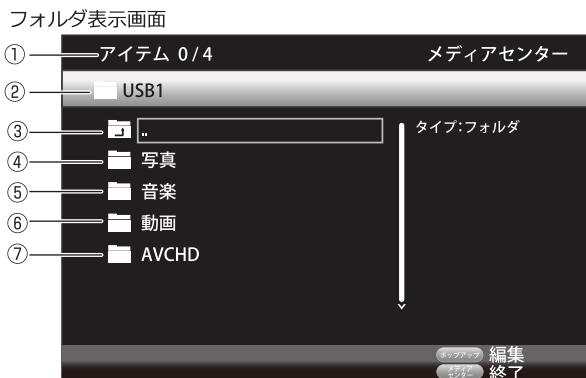 フォルダ表示画面
① アイテム 0/4 メディアセンター
② USB1
③ ..
タイプ:フォルダ
④ 写真
⑤ 音楽
⑥ 動画
⑦ AVCHD
ポップアップ 編集
メディアセンター 終了